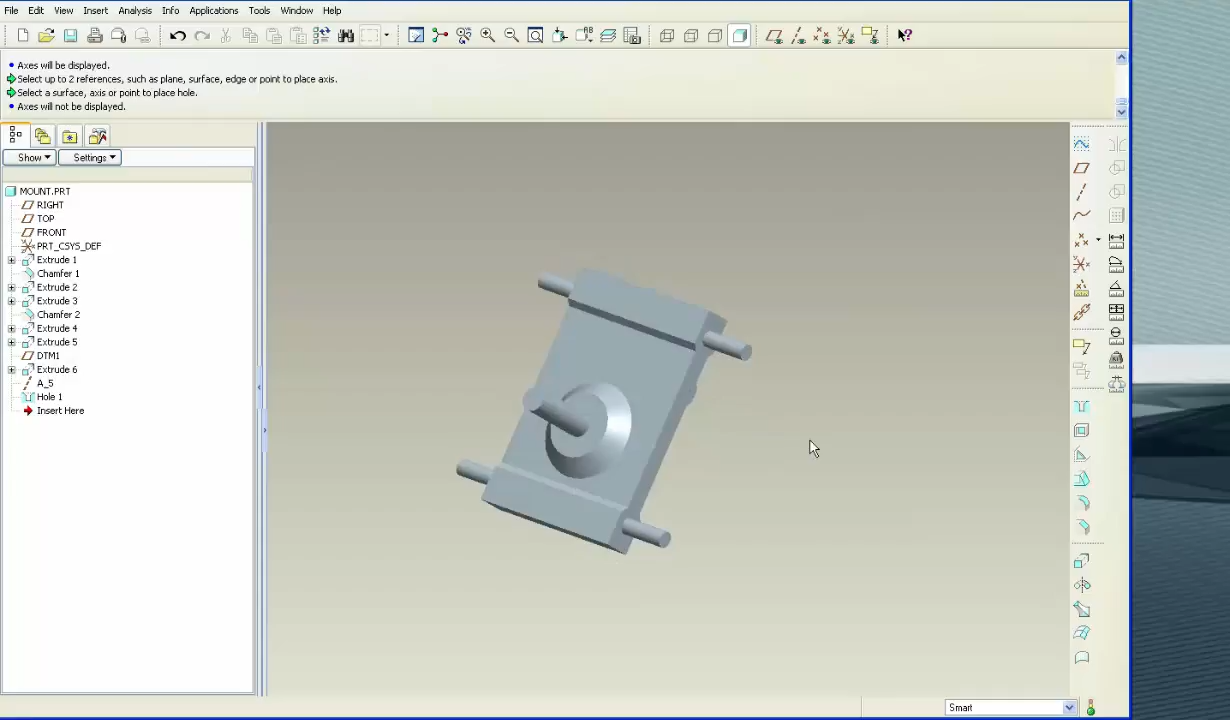 File Edit View Insert Analysis Info Applications Tools Window Help
Axes will be displayed.
Select up to 2 references, such as plane, surface, edge or point to place axis.
Select a surface, axis or point to place hole.
Axes will not be displayed.
Show Settings
MOUNT.PRT
RIGHT
TOP
FRONT
PRT_CSYS_DEF
Extrude 1
Chamfer 1
Extrude 2
Extrude 3
Chamfer 2
Extrude 4
Extrude 5
DTM1
Extrude 6
A_5
Hole 1
Insert Here
Smart